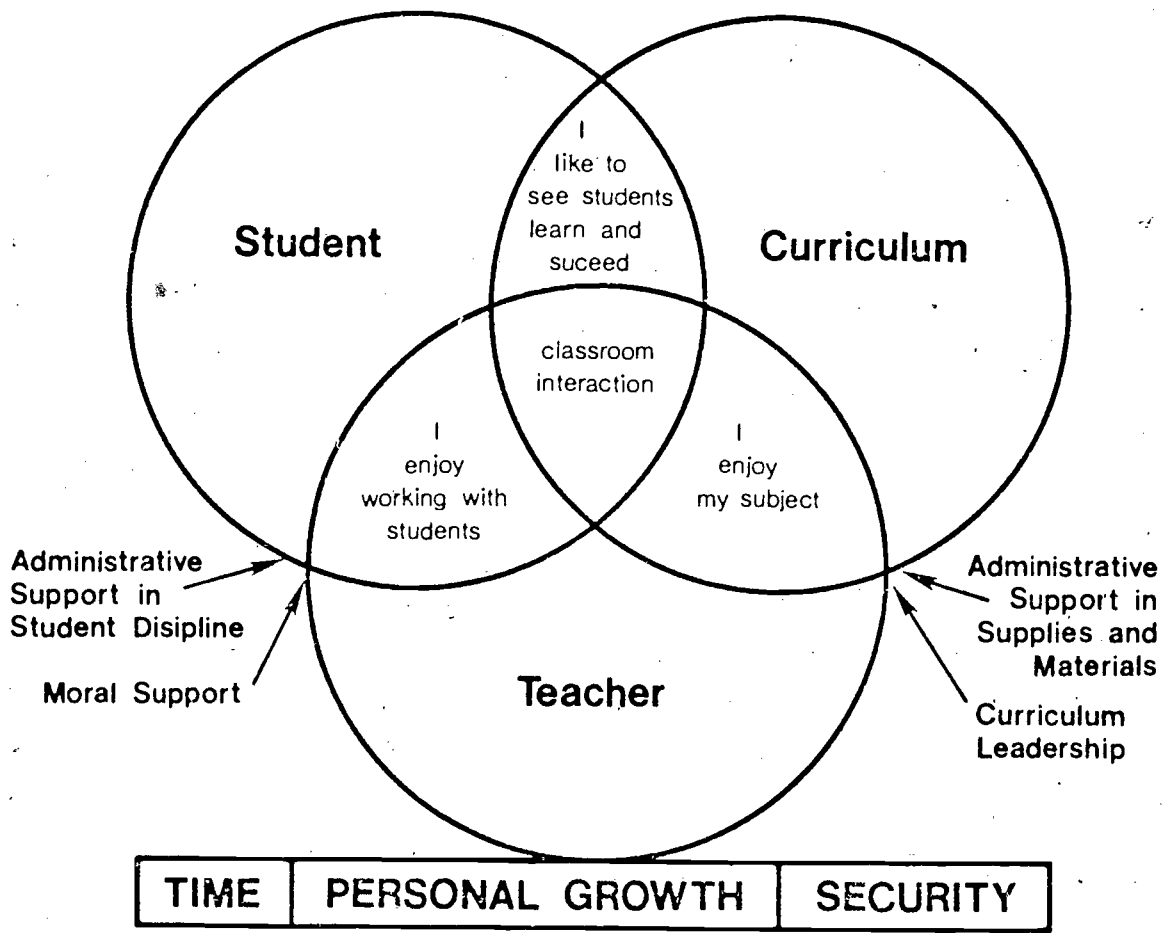 I
like to
see students
learn and
suceed
Student
Curriculum
classroom
interaction
I
enjoy
working with
students
I
enjoy
my subject
Administrative
Support in
Student Disipline
Moral Support
Administrative
Support in
Supplies and
Materials
Curriculum
Leadership
Teacher
TIME
PERSONAL GROWTH
SECURITY